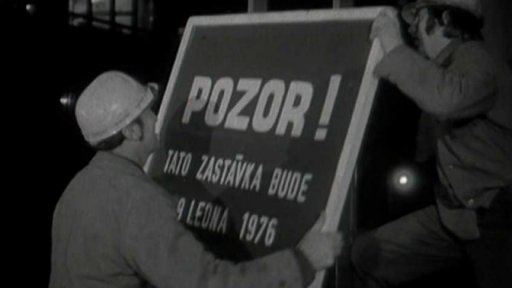 POZOR!
TATO ZASTÁVKA BUDE
9 LEDNA 1976